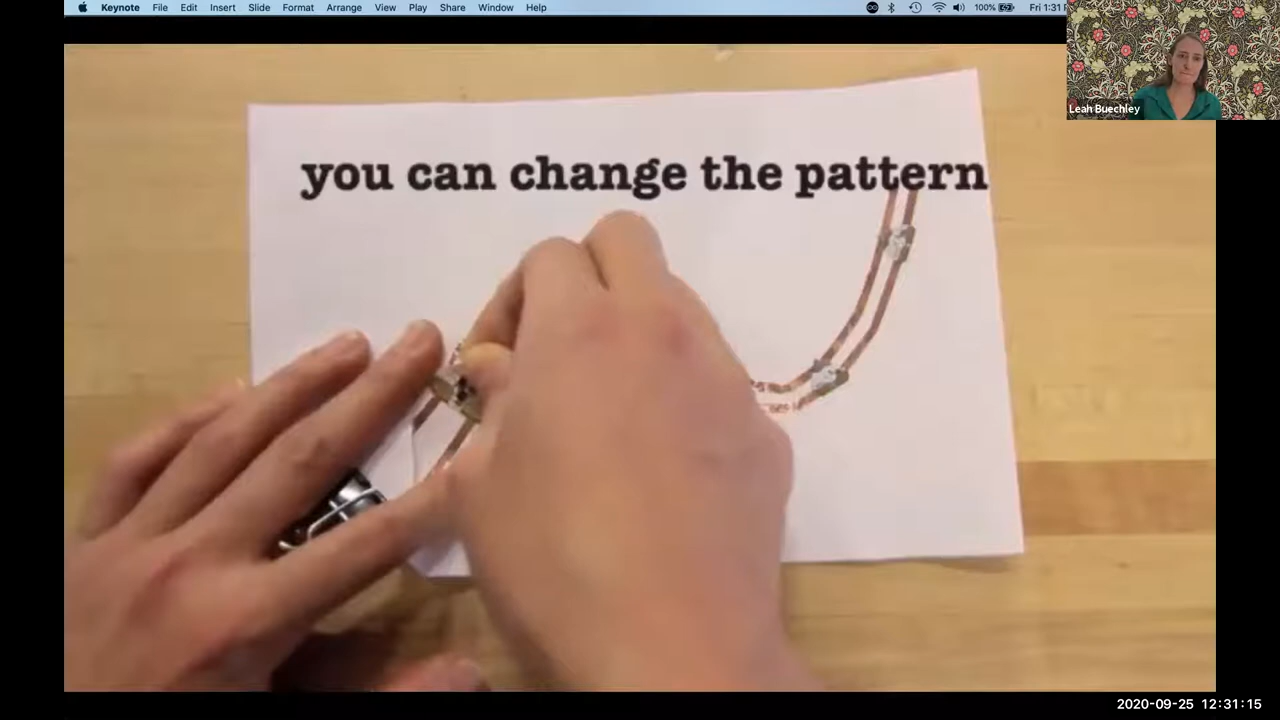 Keynote File Edit Insert Slide Format Arrange View Play Share Window Help 100% Fri 1:31
Leah Buechley
you can change the pattern
2020-09-25 12:31:15